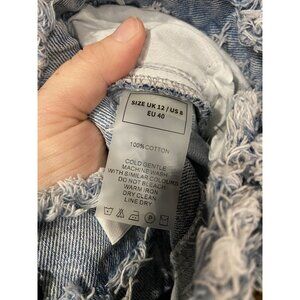 SIZE UK 12 / US 8
EU 40
100%COTTON
COLD GENTLE
MACHINE WASH
WITH SIMILAR COLOURS
DO NOT BLEACH
WARM IRON
DRY CLEAN
LINE DRY